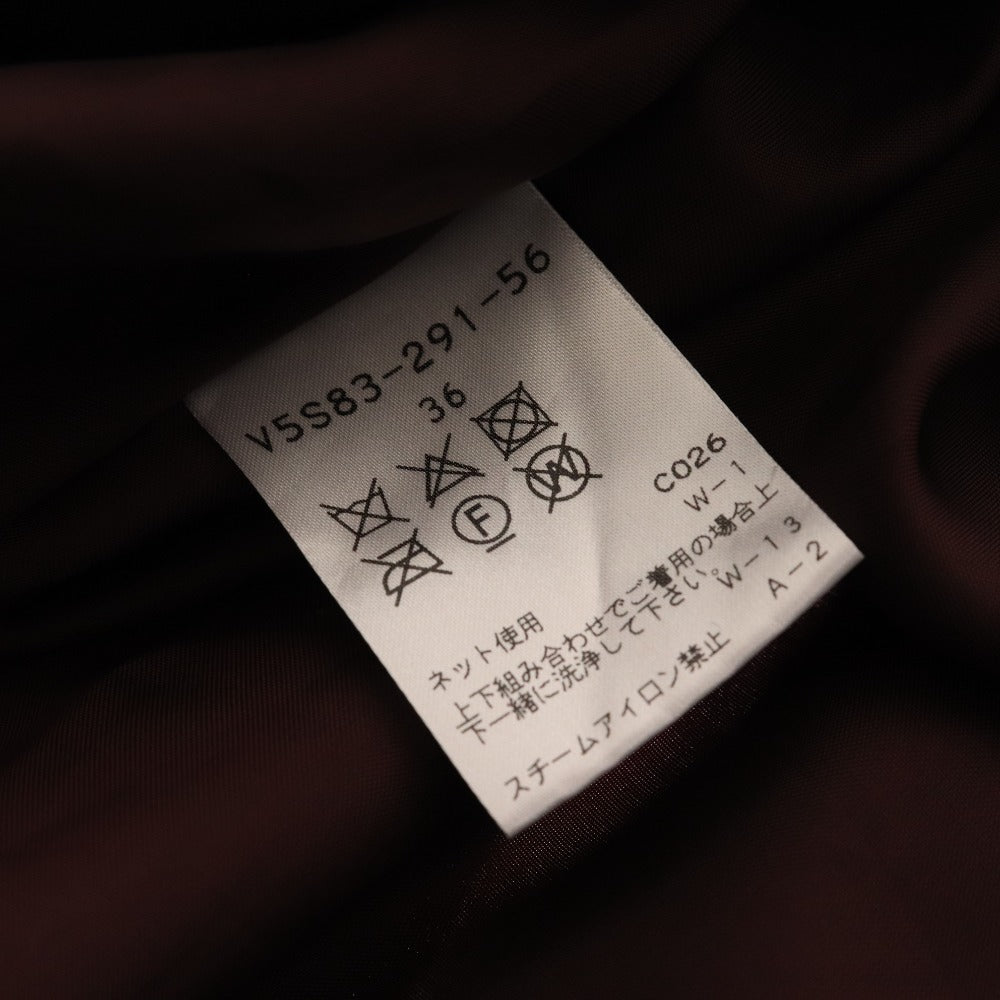 V5S83-291-56
36
F
W
C026
ネット使用 W-1
上下組み合わせでご着用の場合上
下一緒に洗浄して下さい。 W-13
スチームアイロン禁止 A-2